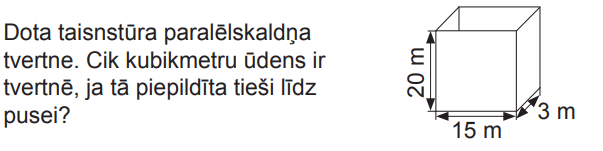 Dota taisnstūra paralēlskaldņa
tvertne. Cik kubikmetru ūdens ir
tvertnē, ja tā piepildīta tieši līdz
pusei?
20 m
3 m
15 m